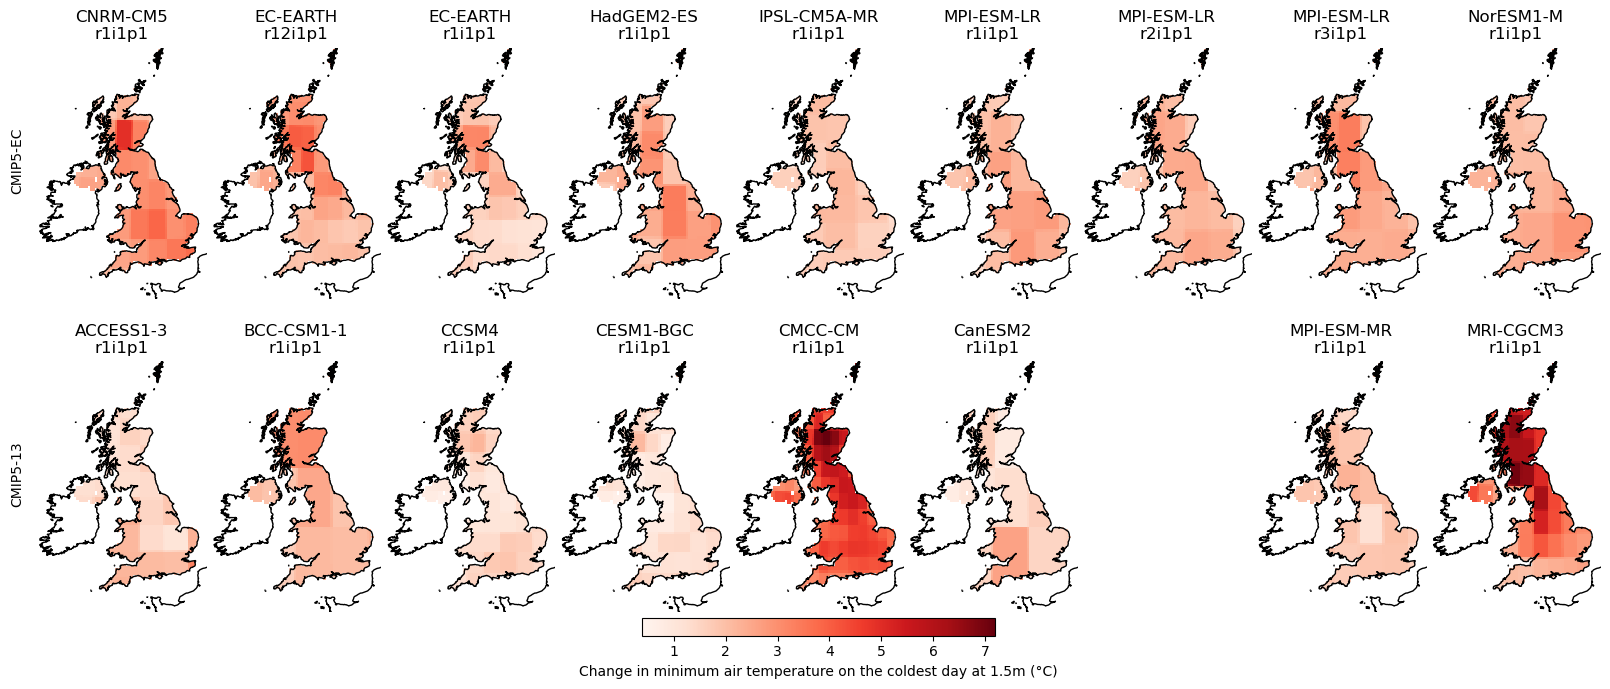 CNRM-CM5
r1i1p1
EC-EARTH
r12i1p1
EC-EARTH
r1i1p1
HadGEM2-ES
r1i1p1
IPSL-CM5A-MR
r1i1p1
MPI-ESM-LR
r1i1p1
MPI-ESM-LR
r2i1p1
MPI-ESM-LR
r3i1p1
NorESM1-M
r1i1p1
CMIP5-EC
ACCESS1-3
r1i1p1
BCC-CSM1-1
r1i1p1
CCSM4
r1i1p1
CESM1-BGC
r1i1p1
CMCC-CM
r1i1p1
CanESM2
r1i1p1
MPI-ESM-MR
r1i1p1
MRI-CGCM3
r1i1p1
CMIP5-13
1 2 3 4 5 6 7
Change in minimum air temperature on the coldest day at 1.5m (°C)